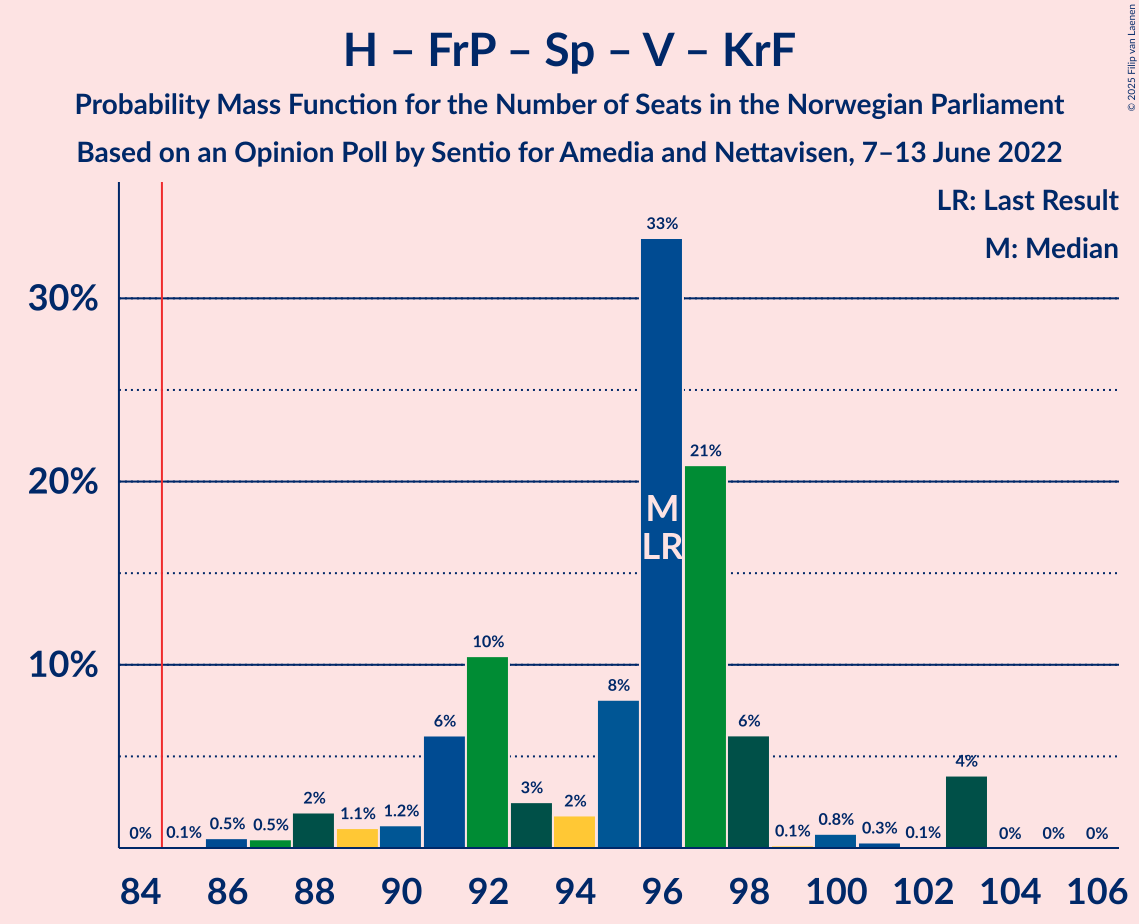 H – FrP – Sp – V – KrF
Probability Mass Function for the Number of Seats in the Norwegian Parliament
Based on an Opinion Poll by Sentio for Amedia and Nettavisen, 7–13 June 2022
© 2025 Filip van Laenen
LR: Last Result
M: Median
30%
20%
10%
0%
0.1%
0.5%
0.5%
2%
1.1%
1.2%
6%
10%
3%
2%
8%
33%
21%
6%
0.1%
0.8%
0.3%
0.1%
4%
0%
0%
0%
M
LR
84 86 88 90 92 94 96 98 100 102 104 106